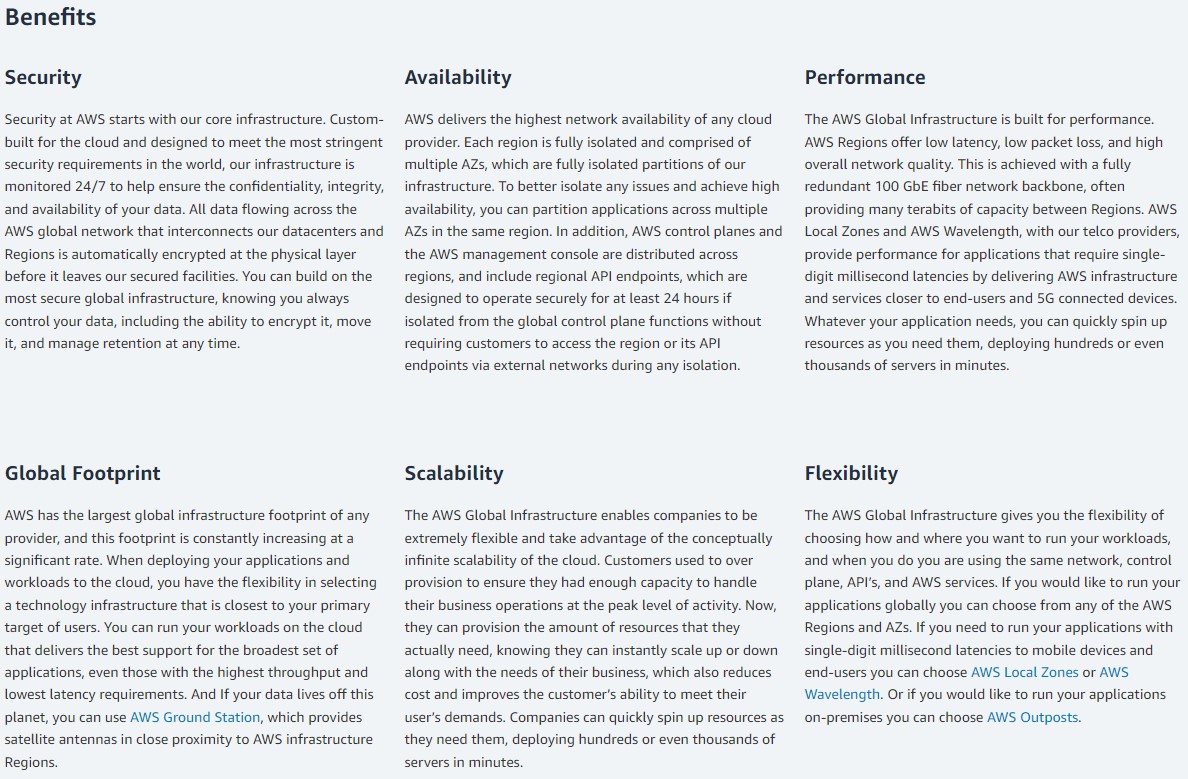 Benefits
Security
Security at AWS starts with our core infrastructure. Custom-
built for the cloud and designed to meet the most stringent
security requirements in the world, our infrastructure is
monitored 24/7 to help ensure the confidentiality, integrity,
and availability of your data. All data flowing across the
AWS global network that interconnects our datacenters and
Regions is automatically encrypted at the physical layer
before it leaves our secured facilities. You can build on the
most secure global infrastructure, knowing you always
control your data, including the ability to encrypt it, move
it, and manage retention at any time.
Availability
AWS delivers the highest network availability of any cloud
provider. Each region is fully isolated and comprised of
multiple AZs, which are fully isolated partitions of our
infrastructure. To better isolate any issues and achieve high
availability, you can partition applications across multiple
AZs in the same region. In addition, AWS control planes and
the AWS management console are distributed across
regions, and include regional API endpoints, which are
designed to operate securely for at least 24 hours if
isolated from the global control plane functions without
requiring customers to access the region or its API
endpoints via external networks during any isolation.
Performance
The AWS Global Infrastructure is built for performance.
AWS Regions offer low latency, low packet loss, and high
overall network quality. This is achieved with a fully
redundant 100 GbE fiber network backbone, often
providing many terabits of capacity between Regions. AWS
Local Zones and AWS Wavelength, with our telco providers,
provide performance for applications that require single-
digit millisecond latencies by delivering AWS infrastructure
and services closer to end-users and 5G connected devices.
Whatever your application needs, you can quickly spin up
resources as you need them, deploying hundreds or even
thousands of servers in minutes.
Global Footprint
AWS has the largest global infrastructure footprint of any
provider, and this footprint is constantly increasing at a
significant rate. When deploying your applications and
workloads to the cloud, you have the flexibility in selecting
a technology infrastructure that is closest to your primary
target of users. You can run your workloads on the cloud
that delivers the best support for the broadest set of
applications, even those with the highest throughput and
lowest latency requirements. And If your data lives off this
planet, you can use AWS Ground Station, which provides
satellite antennas in close proximity to AWS infrastructure
Regions.
Scalability
The AWS Global Infrastructure enables companies to be
extremely flexible and take advantage of the conceptually
infinite scalability of the cloud. Customers used to over
provision to ensure they had enough capacity to handle
their business operations at the peak level of activity. Now,
they can provision the amount of resources that they
actually need, knowing they can instantly scale up or down
along with the needs of their business, which also reduces
cost and improves the customer’s ability to meet their
user’s demands. Companies can quickly spin up resources as
they need them, deploying hundreds or even thousands of
servers in minutes.
Flexibility
The AWS Global Infrastructure gives you the flexibility of
choosing how and where you want to run your workloads,
and when you do you are using the same network, control
plane, API’s, and AWS services. If you would like to run your
applications globally you can choose from any of the AWS
Regions and AZs. If you need to run your applications with
single-digit millisecond latencies to mobile devices and
end-users you can choose AWS Local Zones or AWS
Wavelength. Or if you would like to run your applications
on-premises you can choose AWS Outposts.